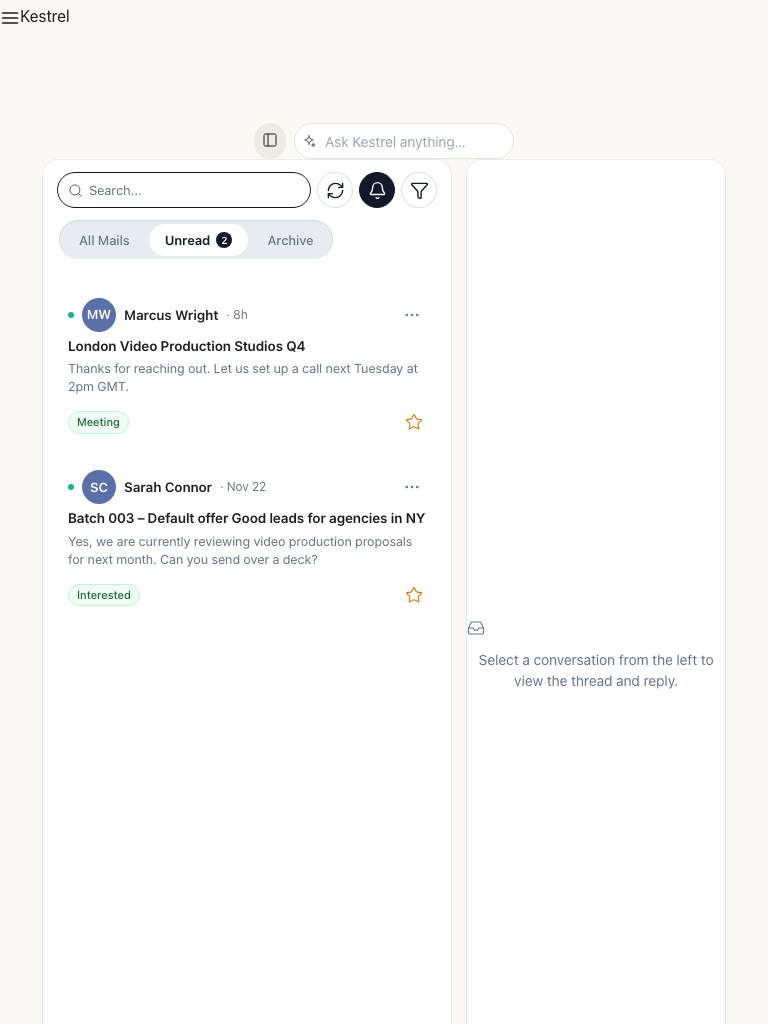 Kestrel
Ask Kestrel anything...
Search...
All Mails
Unread 2
Archive
MW Marcus Wright · 8h
London Video Production Studios Q4
Thanks for reaching out. Let us set up a call next Tuesday at
2pm GMT.
Meeting
SC Sarah Connor · Nov 22
Batch 003 – Default offer Good leads for agencies in NY
Yes, we are currently reviewing video production proposals
for next month. Can you send over a deck?
Interested
Select a conversation from the left to
view the thread and reply.